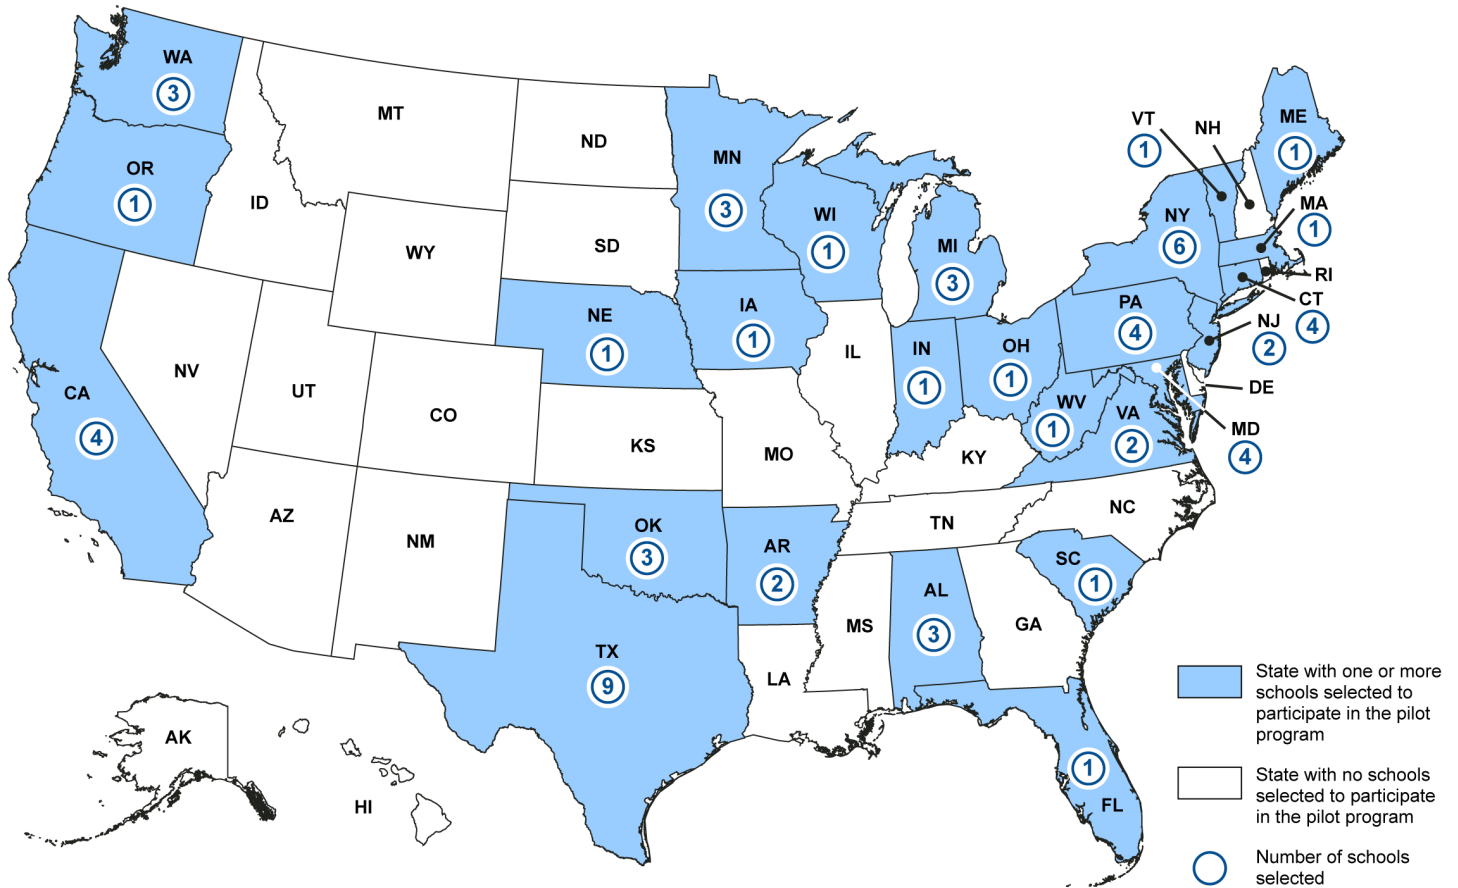 WA
3
MT
ND
MN
3
VT
1
NH
ME
1
OR
1
ID
WY
SD
WI
1
MI
3
NY
6
MA
1
RI
CT
4
NJ
2
NE
1
IA
1
PA
4
NV
UT
CO
CA
4
IL
IN
1
OH
1
DE
WV
1
VA
2
MD
4
KS
MO
KY
AZ
NM
OK
3
AR
2
TN
NC
SC
1
MS
AL
3
GA
TX
9
LA
1
FL
AK
HI
State with one or more
schools selected to
participate in the pilot
program
State with no schools
selected to participate
in the pilot program
Number of schools
selected